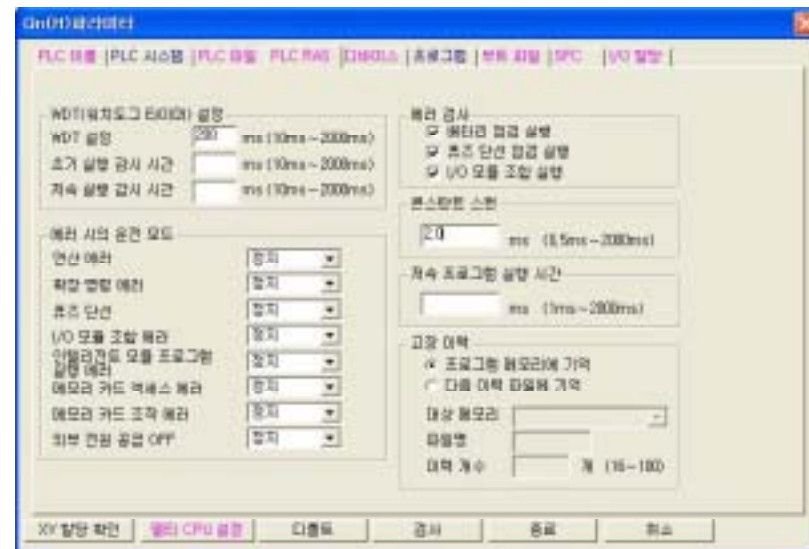 Qn(H)파라미터
PLC 이름 |PLC 시스템 |PLC 파일 PLC RAS |디바이스 |프로그램 |부트 파일 |SFC |I/O 할당 |
WDT(워치도그 타이머) 설정
WDT 설정 200 ms (10ms~2000ms)
초기 실행 감시 시간 ms (10ms~2000ms)
저속 실행 감시 시간 ms (10ms~2000ms)
에러 시의 운전 모드
연산 에러 정지
확장 명령 에러 정지
퓨즈 단선 정지
I/O 모듈 조합 에러 정지
인텔리전트 모듈 프로그램 실행 에러 정지
메모리 카드 액세스 에러 정지
메모리 카드 조작 에러 정지
외부 전원 공급 OFF 정지
에러 검사
배터리 점검 실행
퓨즈 단선 점검 실행
I/O 모듈 조합 실행
콘스탄트 스캔
2.0 ms (0.5ms~2000ms)
저속 프로그램 실행 시간
ms (1ms~2000ms)
고장 이력
프로그램 메모리에 기억
다음 이력 파일에 기억
대상 메모리
파일명
이력 개수 개 (16~100)
XY 할당 확인 멀티 CPU 설정 디폴트 검사 종료 취소